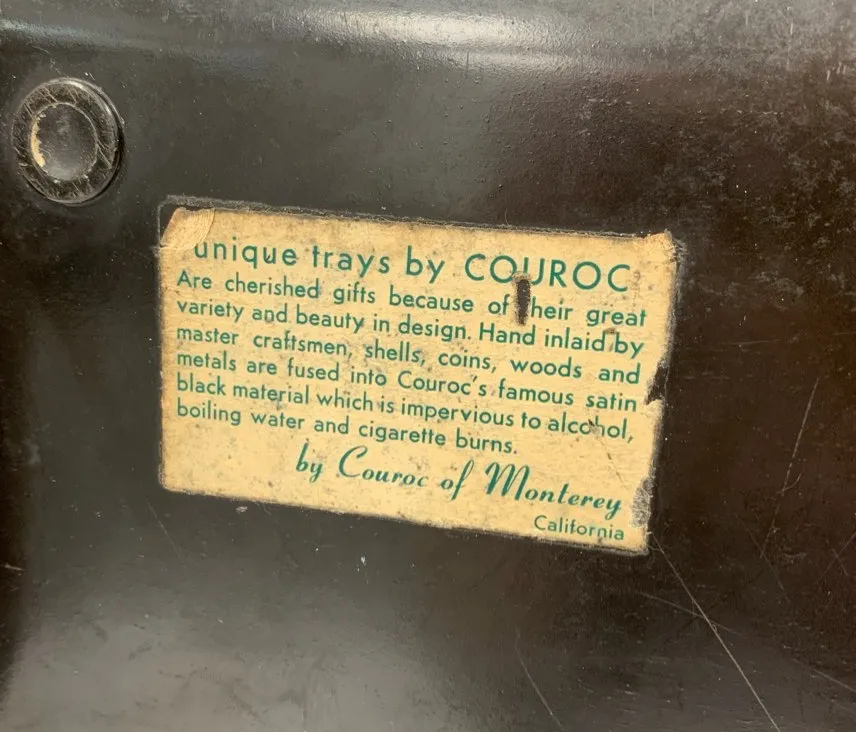 unique trays by COUROC
Are cherished gifts because of their great
variety and beauty in design. Hand inlaid by
master craftsmen, shells, coins, woods and
metals are fused into Couroc's famous satin
black material which is impervious to alcohol,
boiling water and cigarette burns.
by Couroc of Monterey
California